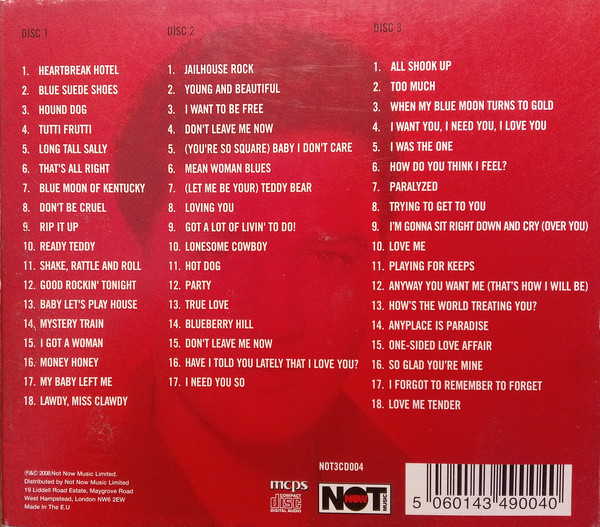 DISC 1
1. HEARTBREAK HOTEL
2. BLUE SUEDE SHOES
3. HOUND DOG
4. TUTTI FRUTTI
5. LONG TALL SALLY
6. THAT'S ALL RIGHT
7. BLUE MOON OF KENTUCKY
8. DON'T BE CRUEL
9. RIP IT UP
10. READY TEDDY
11. SHAKE, RATTLE AND ROLL
12. GOOD ROCKIN' TONIGHT
13. BABY LET'S PLAY HOUSE
14. MYSTERY TRAIN
15. I GOT A WOMAN
16. MONEY HONEY
17. MY BABY LEFT ME
18. LAWDY, MISS CLAWDY
DISC 2
1. JAILHOUSE ROCK
2. YOUNG AND BEAUTIFUL
3. I WANT TO BE FREE
4. DON'T LEAVE ME NOW
5. (YOU'RE SO SQUARE) BABY I DON'T CARE
6. MEAN WOMAN BLUES
7. (LET ME BE YOUR) TEDDY BEAR
8. LOVING YOU
9. GOT A LOT OF LIVIN' TO DO!
10. LONESOME COWBOY
11. HOT DOG
12. PARTY
13. TRUE LOVE
14. BLUEBERRY HILL
15. DON'T LEAVE ME NOW
16. HAVE I TOLD YOU LATELY THAT I LOVE YOU?
17. I NEED YOU SO
DISC 3
1. ALL SHOOK UP
2. TOO MUCH
3. WHEN MY BLUE MOON TURNS TO GOLD
4. I WANT YOU, I NEED YOU, I LOVE YOU
5. I WAS THE ONE
6. HOW DO YOU THINK I FEEL?
7. PARALYZED
8. TRYING TO GET TO YOU
9. I'M GONNA SIT RIGHT DOWN AND CRY (OVER YOU)
10. LOVE ME
11. PLAYING FOR KEEPS
12. ANYWAY YOU WANT ME (THAT'S HOW I WILL BE)
13. HOW'S THE WORLD TREATING YOU?
14. ANYPLACE IS PARADISE
15. ONE-SIDED LOVE AFFAIR
16. SO GLAD YOU'RE MINE
17. I FORGOT TO REMEMBER TO FORGET
18. LOVE ME TENDER
℗&© 2008 Not Now Music Limited.
Distributed by Not Now Music Limited
19 Liddell Road Estate, Maygrove Road
West Hampstead, London NW6 2EW
Made In The E.U
mcps
COMPACT
disc
DIGITAL AUDIO
NOT3CD004
NOT NOW MUSIC
5 060143 490040